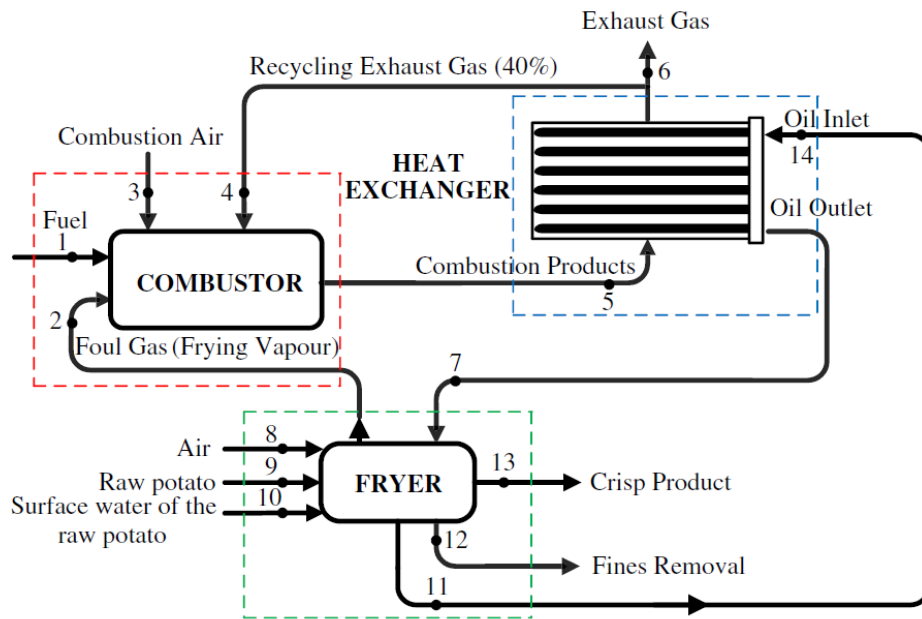 Exhaust Gas
Recycling Exhaust Gas (40%)
6
Combustion Air
3
4
HEAT
EXCHANGER
Oil Inlet
14
Fuel
1
Oil Outlet
COMBUSTOR
Combustion Products
5
2
Foul Gas (Frying Vapour)
7
Air
8
Raw potato
9
Surface water of the
raw potato
10
FRYER
13
Crisp Product
12
Fines Removal
11